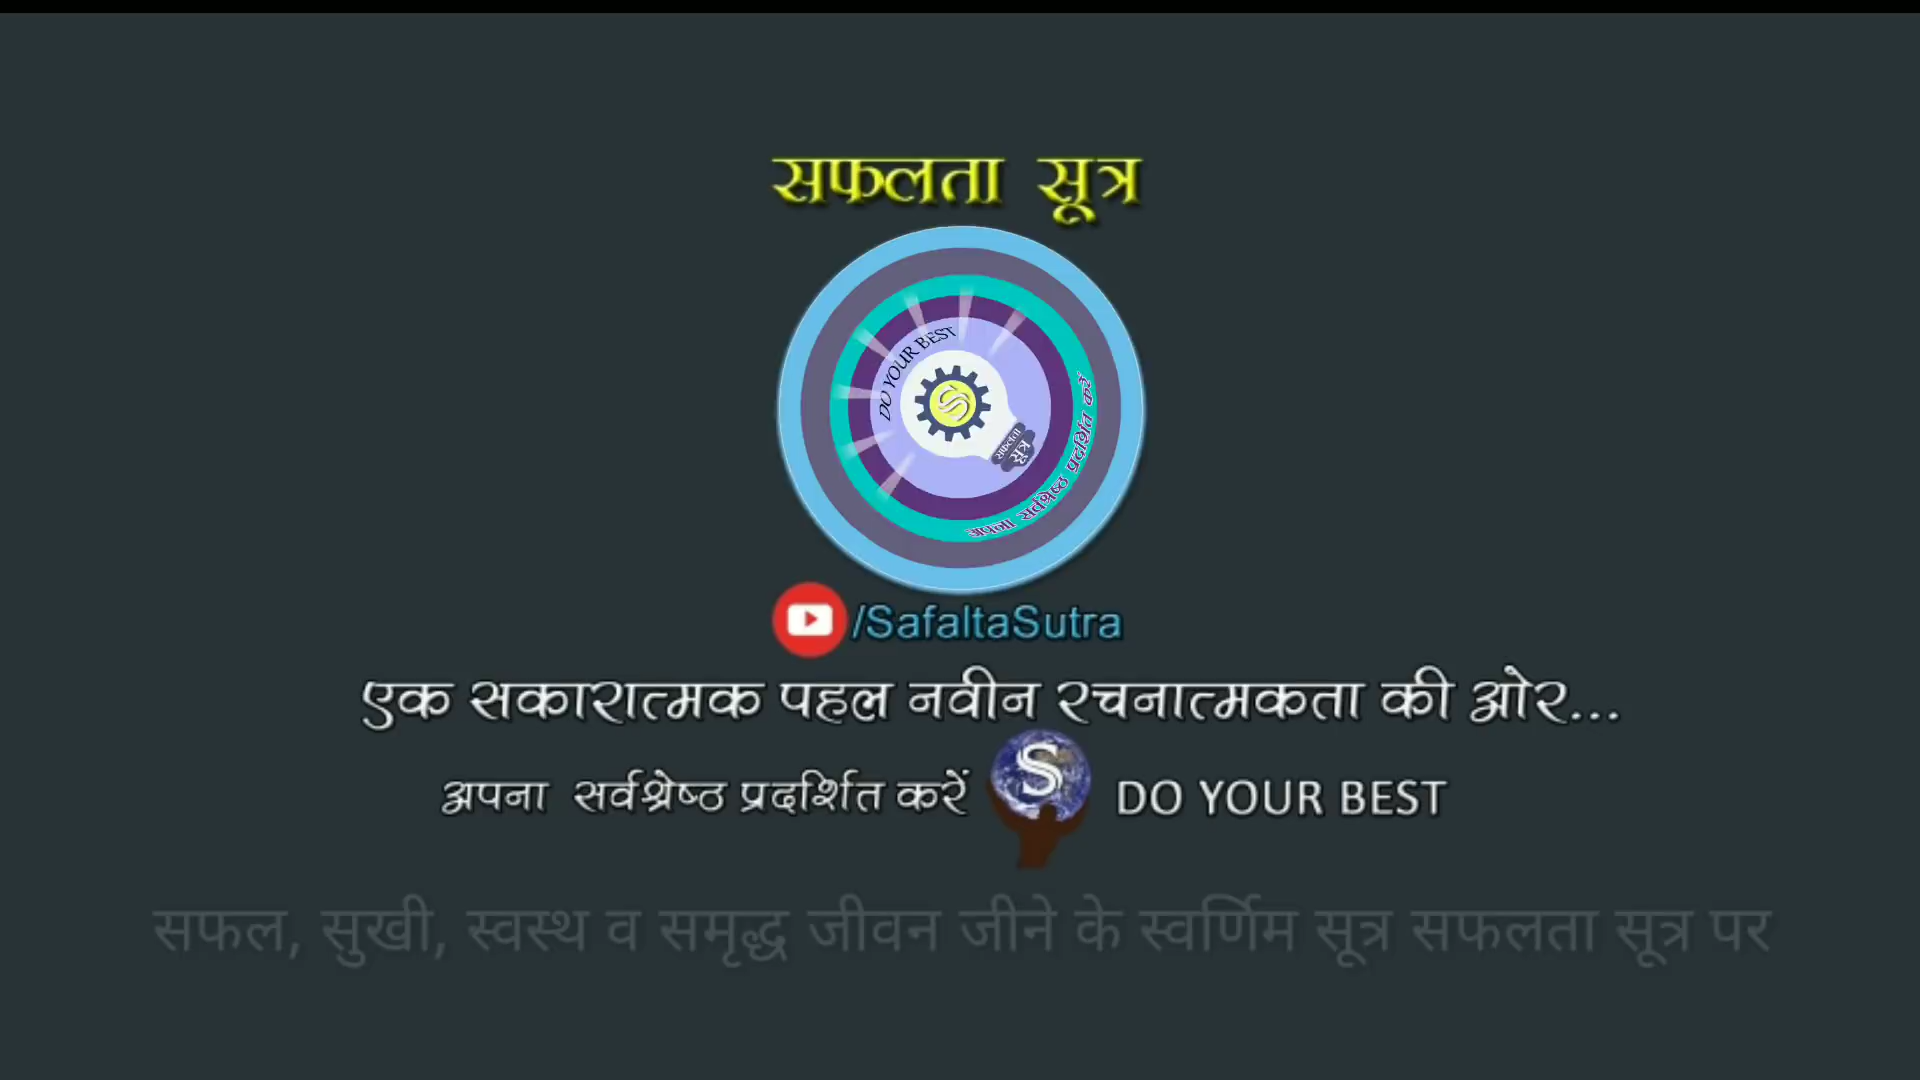 सफलता सूत्र
DO YOUR BEST
S
सफलता
सूत्र
अपना सर्वश्रेष्ठ प्रदर्शित करें
/SafaltaSutra
एक सकारात्मक पहल नवीन रचनात्मकता की ओर...
अपना सर्वश्रेष्ठ प्रदर्शित करें S DO YOUR BEST
सफल, सुखी, स्वस्थ व समृद्ध जीवन जीने के स्वर्णिम सूत्र सफलता सूत्र पर